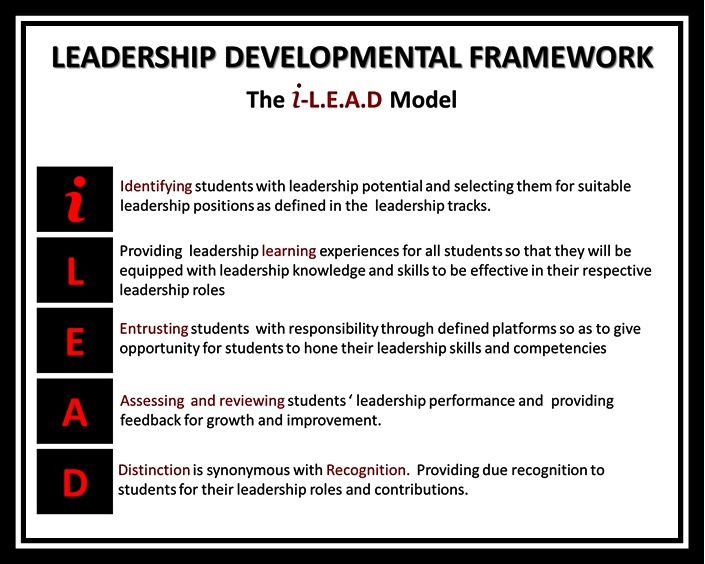 LEADERSHIP DEVELOPMENTAL FRAMEWORK
The i-L.E.A.D Model
i
Identifying students with leadership potential and selecting them for suitable
leadership positions as defined in the leadership tracks.
L
Providing leadership learning experiences for all students so that they will be
equipped with leadership knowledge and skills to be effective in their respective
leadership roles
E
Entrusting students with responsibility through defined platforms so as to give
opportunity for students to hone their leadership skills and competencies
A
Assessing and reviewing students ‘ leadership performance and providing
feedback for growth and improvement.
D
Distinction is synonymous with Recognition. Providing due recognition to
students for their leadership roles and contributions.